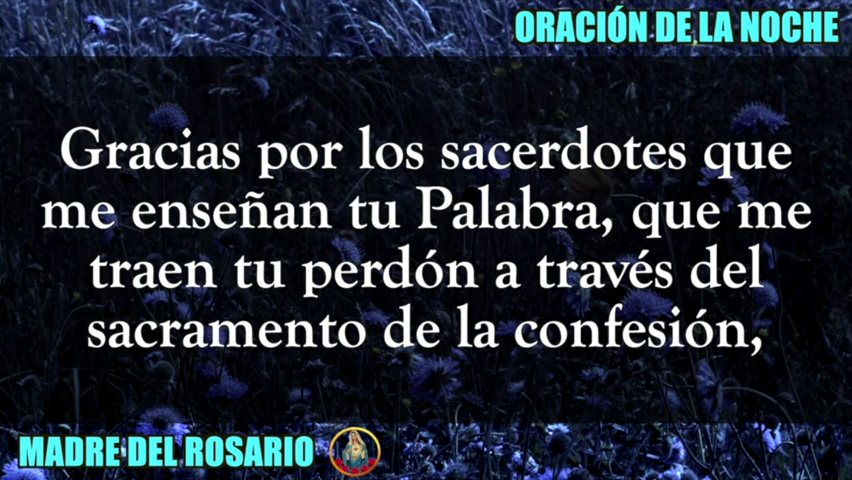 ORACIÓN DE LA NOCHE
Gracias por los sacerdotes que
me enseñan tu Palabra, que me
traen tu perdón a través del
sacramento de la confesión,
MADRE DEL ROSARIO